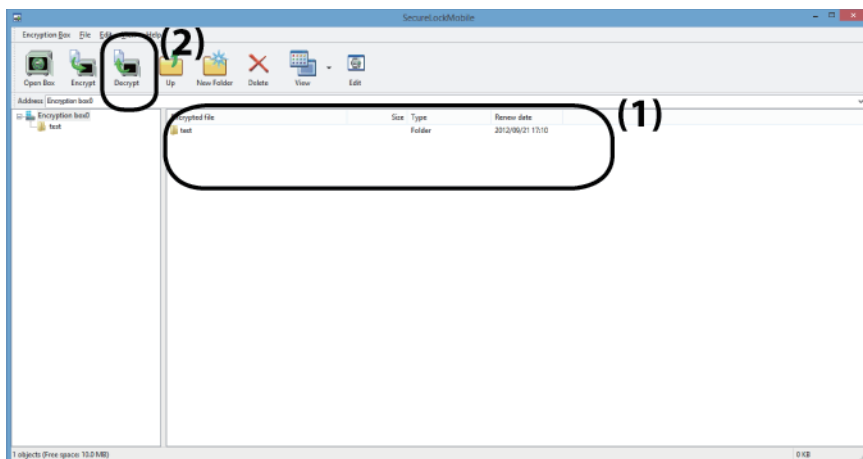 SecureLockMobile
Encryption Box File Edit Help
(2)
Open Box Encrypt Decrypt Up New Folder Delete View Edit
Address Encryption box0
Encryption box0
test
Encrypted file Size Type Renew date
test Folder 2012/09/21 17:10
(1)
1 objects (Free space: 10.0 MB) 0 KB